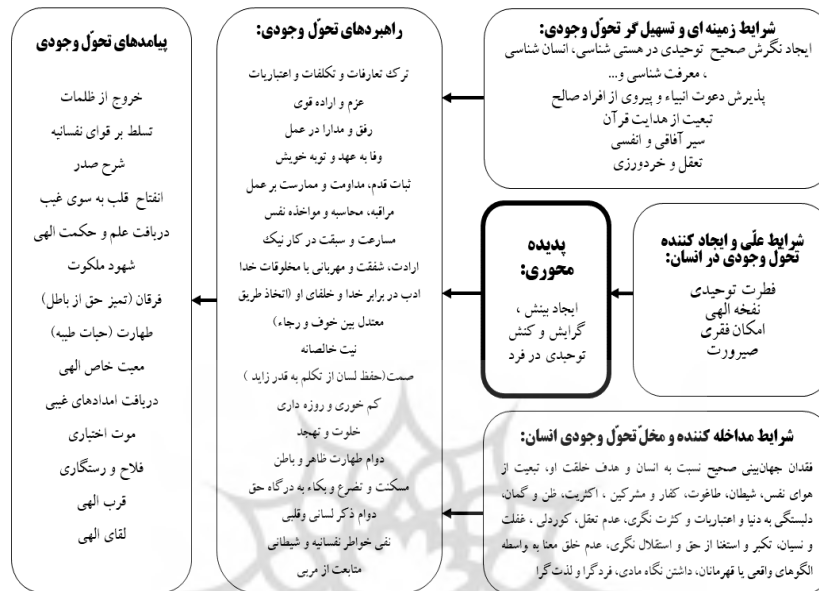 شرایط زمینه ای و تسهیل گر تحوّل وجودی:
ایجاد نگرش صحیح توحیدی در هستی شناسی، انسان شناسی
، معرفت شناسی و...
پذیرش دعوت انبیاء و پیروی از افراد صالح
تبعیت از هدایت قرآن
سیر آفاقی و انفسی
تعقل و خردورزی
شرایط علّی و ایجاد کننده
تحول وجودی در انسان:
فطرت توحیدی
نفخه الهی
امکان فقری
صیرورت
پدیده
محوری:
ایجاد بینش ،
گرایش و کنش
توحیدی در فرد
شرایط مداخله کننده و مخلّ تحوّل وجودی انسان:
فقدان جهان‌بینی صحیح نسبت به انسان و هدف خلقت او، تبعیت از
هوای نفس، شیطان، طاغوت، کفار و مشرکین ، اکثریت، ظن و گمان،
دلبستگی به دنیا و اعتباریات و کثرت نگری، عدم تعقل، کوردلی ، غفلت
و نسیان، تکبر و استغنا از حق و استقلال نگری، عدم خلق معنا به واسطه
الگوهای واقعی یا قهرمانان، داشتن نگاه مادی، فردگرا و لذت گرا
راهبردهای تحوّل وجودی:
ترک تعارفات و تکلفات و اعتباریات
عزم و اراده قوی
رفق و مدارا در عمل
وفا به عهد و توبه خویش
ثبات قدم، مداومت و ممارست بر عمل
مراقبه، محاسبه و مواخذه نفس
مسارعت و سبقت در کار نیک
ارادت، شفقت و مهربانی با مخلوقات خدا
ادب در برابر خدا و خلفای او (اتخاذ طریق
معتدل بین خوف و رجاء)
نیت خالصانه
صمت(حفظ لسان از تکلم به قدر زاید )
کم خوری و روزه داری
خلوت و تهجد
دوام طهارت ظاهر و باطن
مسکنت و تضرع و بکاء به درگاه حق
دوام ذکر لسانی وقلبی
نفی خواطر نفسانیه و شیطانی
متابعت از مربی
پیامدهای تحوّل وجودی
خروج از ظلمات
تسلط بر قوای نفسانیه
شرح صدر
انفتاح قلب به سوی غیب
دریافت علم و حکمت الهی
شهود ملکوت
فرقان (تمیز حق از باطل)
طهارت (حیات طیبه)
معیت خاص الهی
دریافت امدادهای غیبی
موت اختیاری
فلاح و رستگاری
قرب الهی
لقای الهی